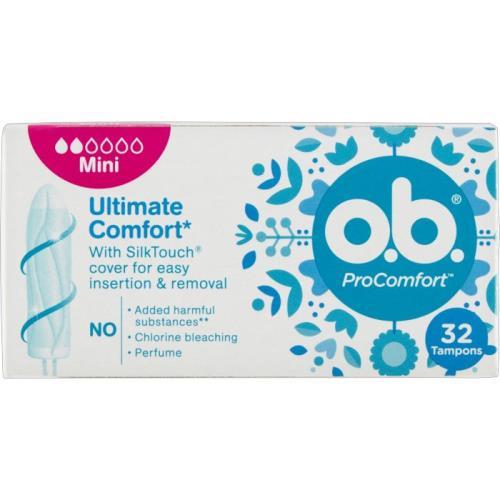 Mini
Ultimate
Comfort*
With SilkTouch®
cover for easy
insertion & removal
NO
• Added harmful
substances**
• Chlorine bleaching
• Perfume
o.b.®
ProComfort™
32
Tampons